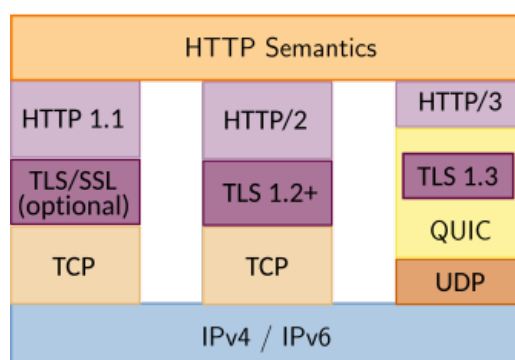 HTTP Semantics
HTTP 1.1
TLS/SSL
(optional)
TCP
HTTP/2
TLS 1.2+
TCP
HTTP/3
TLS 1.3
QUIC
UDP
IPv4 / IPv6